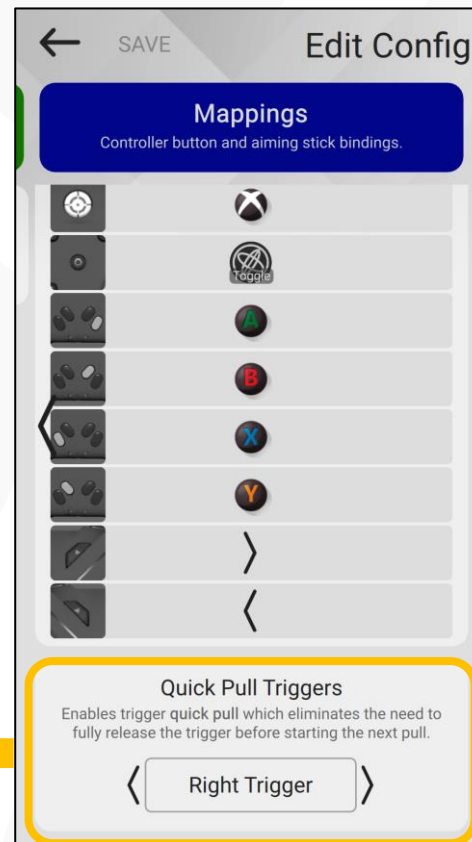 SAVE Edit Config
Mappings
Controller button and aiming stick bindings.
Toggle
A
B
X
Y
Quick Pull Triggers
Enables trigger quick pull which eliminates the need to
fully release the trigger before starting the next pull.
Right Trigger